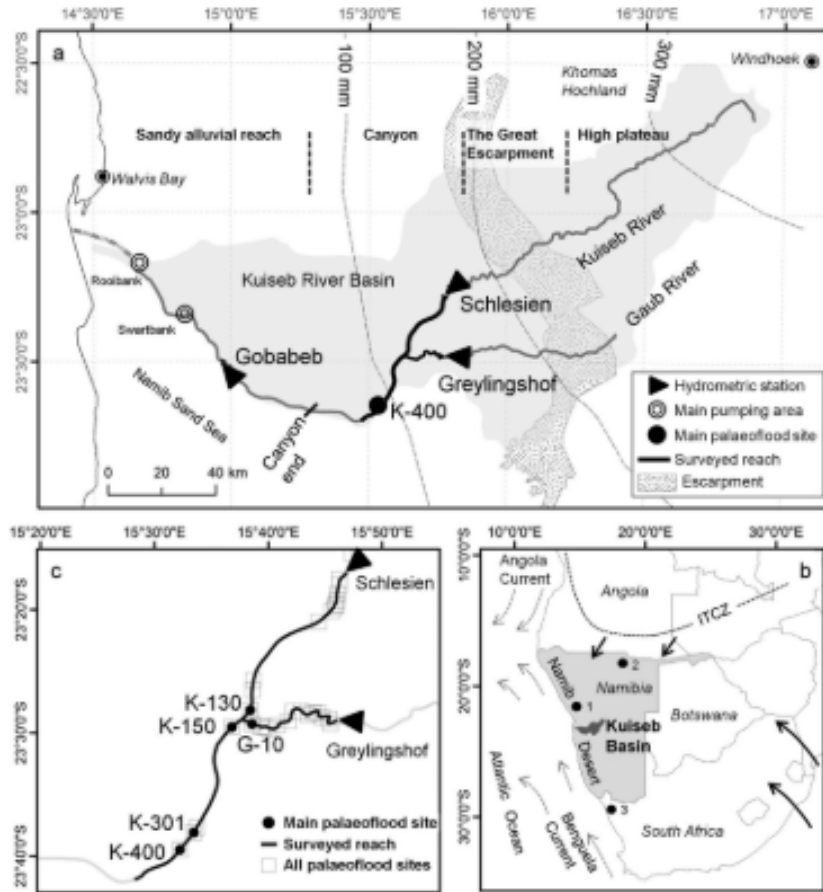 14°30'0"E
15°0'0"E
15°30'0"E
16°0'0"E
16°30'0"E
17°0'0"E
22°30'0"S
23°0'0"S
23°30'0"S
a
100 mm
200 mm
300 mm
Khomas
Hochland
Windhoek
Sandy alluvial reach
Canyon
The Great
Escarpment
High plateau
Walvis Bay
Rooibank
Swartbank
Kuiseb River Basin
Kuiseb River
Schlesien
Gaub River
Gobabeb
Greylingshof
K-400
Namib Sand Sea
Canyon
end
0 20 40 km
Hydrometric station
Main pumping area
Main palaeoflood site
Surveyed reach
Escarpment
15°20'0"E
15°30'0"E
15°40'0"E
15°50'0"E
23°20'0"S
23°30'0"S
23°40'0"S
c
Schlesien
K-130
K-150
G-10
Greylingshof
K-301
K-400
Main palaeoflood site
Surveyed reach
All palaeoflood sites
10°0'0"E
20°0'0"E
30°0'0"E
10°0'0"S
20°0'0"S
30°0'0"S
b
Angola
Current
Angola
ITCZ
2
Namib
Namibia
1
Botswana
Kuiseb
Basin
Desert
Atlantic
Ocean
Benguela
Current
3
South Africa